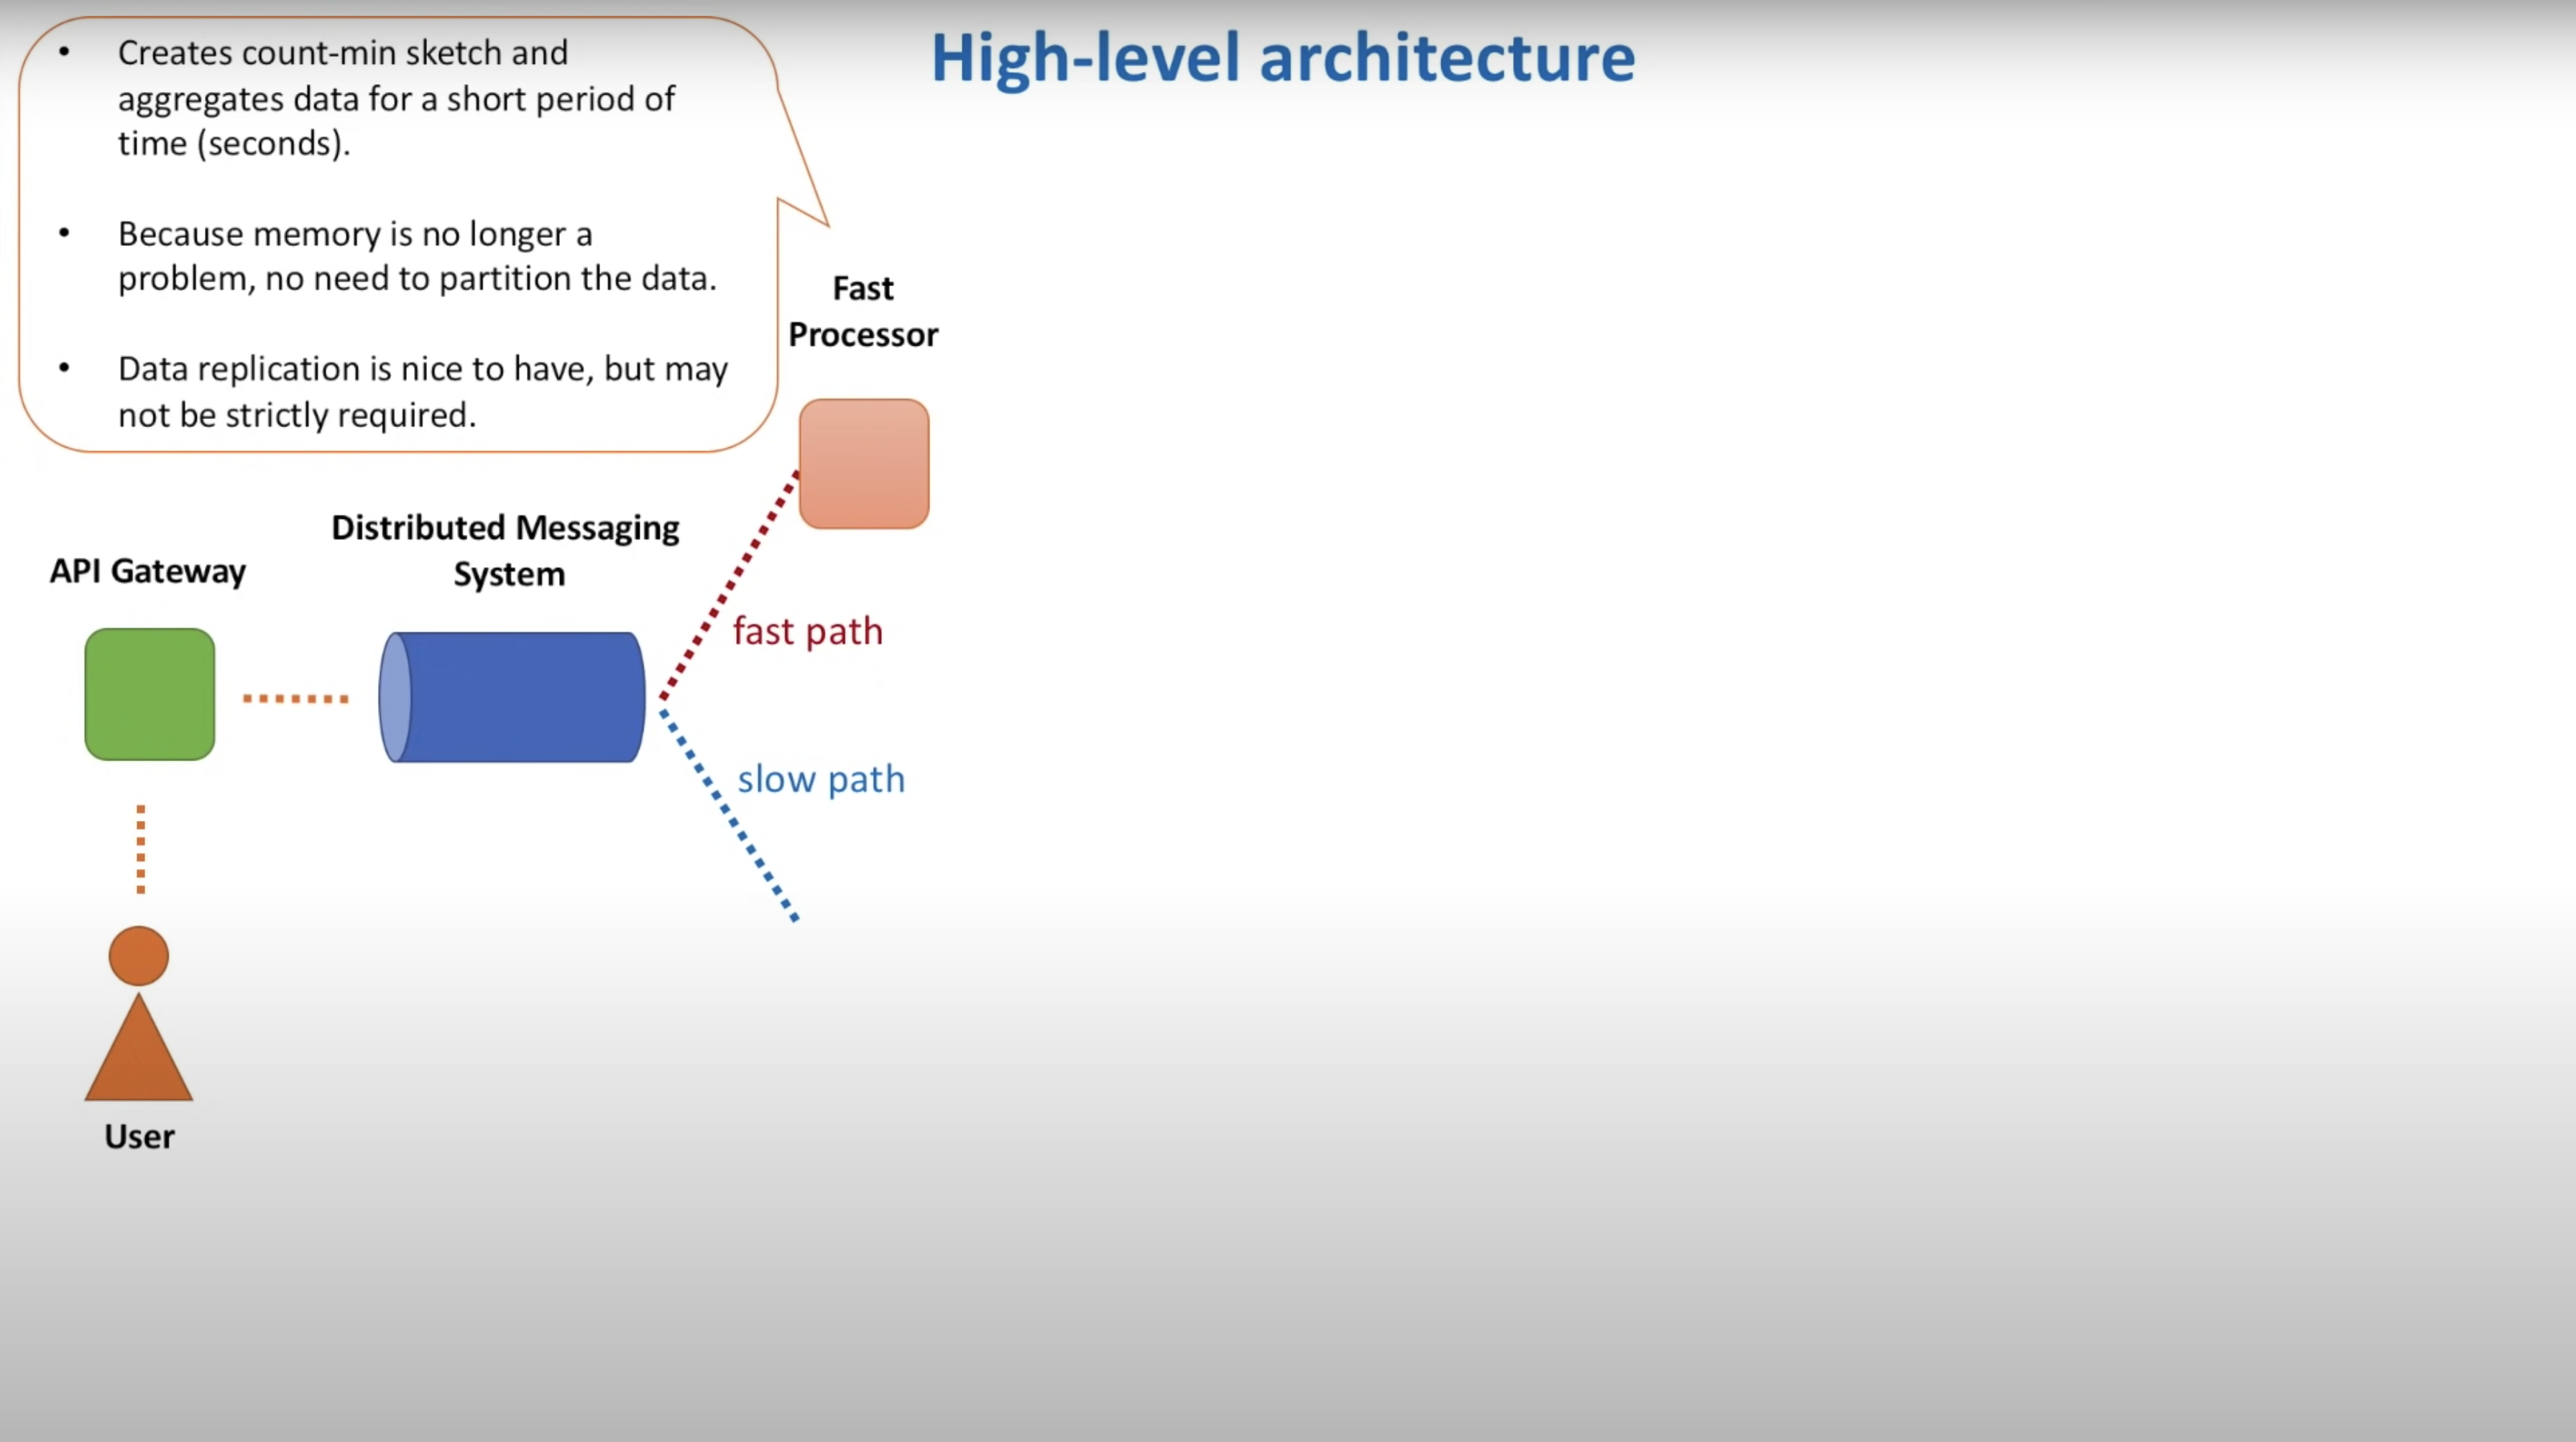 High-level architecture
• Creates count-min sketch and
aggregates data for a short period of
time (seconds).
• Because memory is no longer a
problem, no need to partition the data.
• Data replication is nice to have, but may
not be strictly required.
Fast
Processor
Distributed Messaging
System
API Gateway
fast path
slow path
User